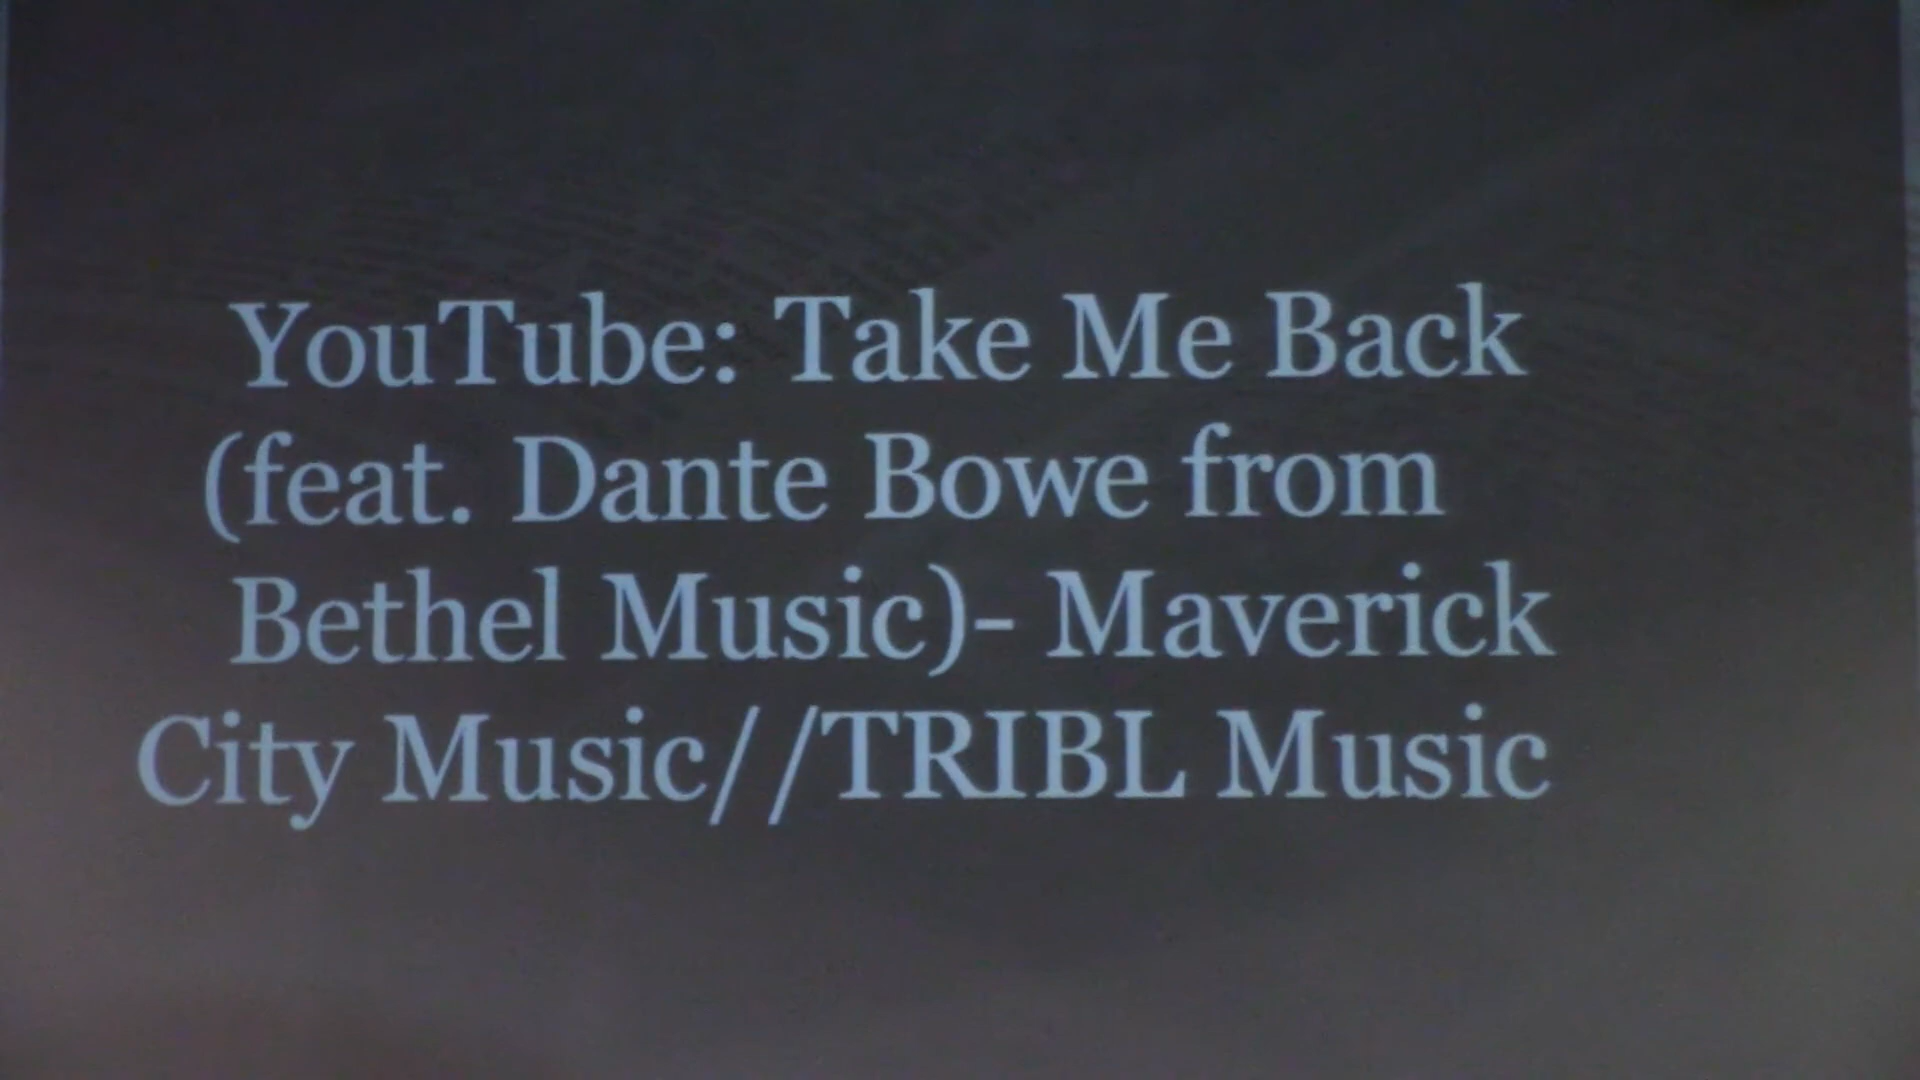 YouTube: Take Me Back
(feat. Dante Bowe from
Bethel Music)- Maverick
City Music//TRIBL Music